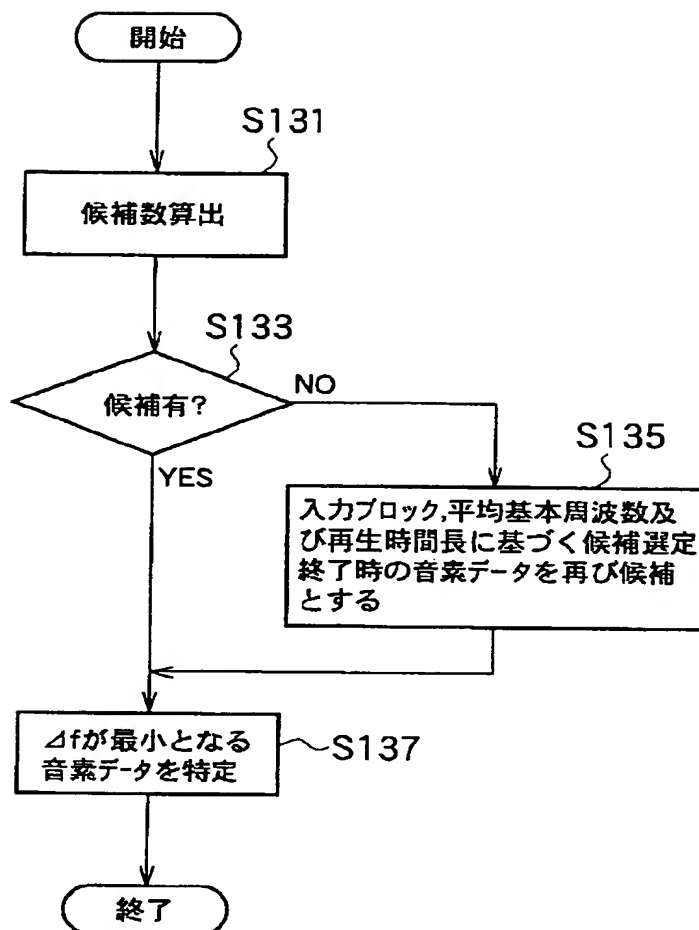 開始
S131
候補数算出
S133
候補有?
NO
YES
S135
入力ブロック,平均基本周波数及
び再生時間長に基づく候補選定
終了時の音素データを再び候補
とする
⊿fが最小となる
音素データを特定
S137
終了